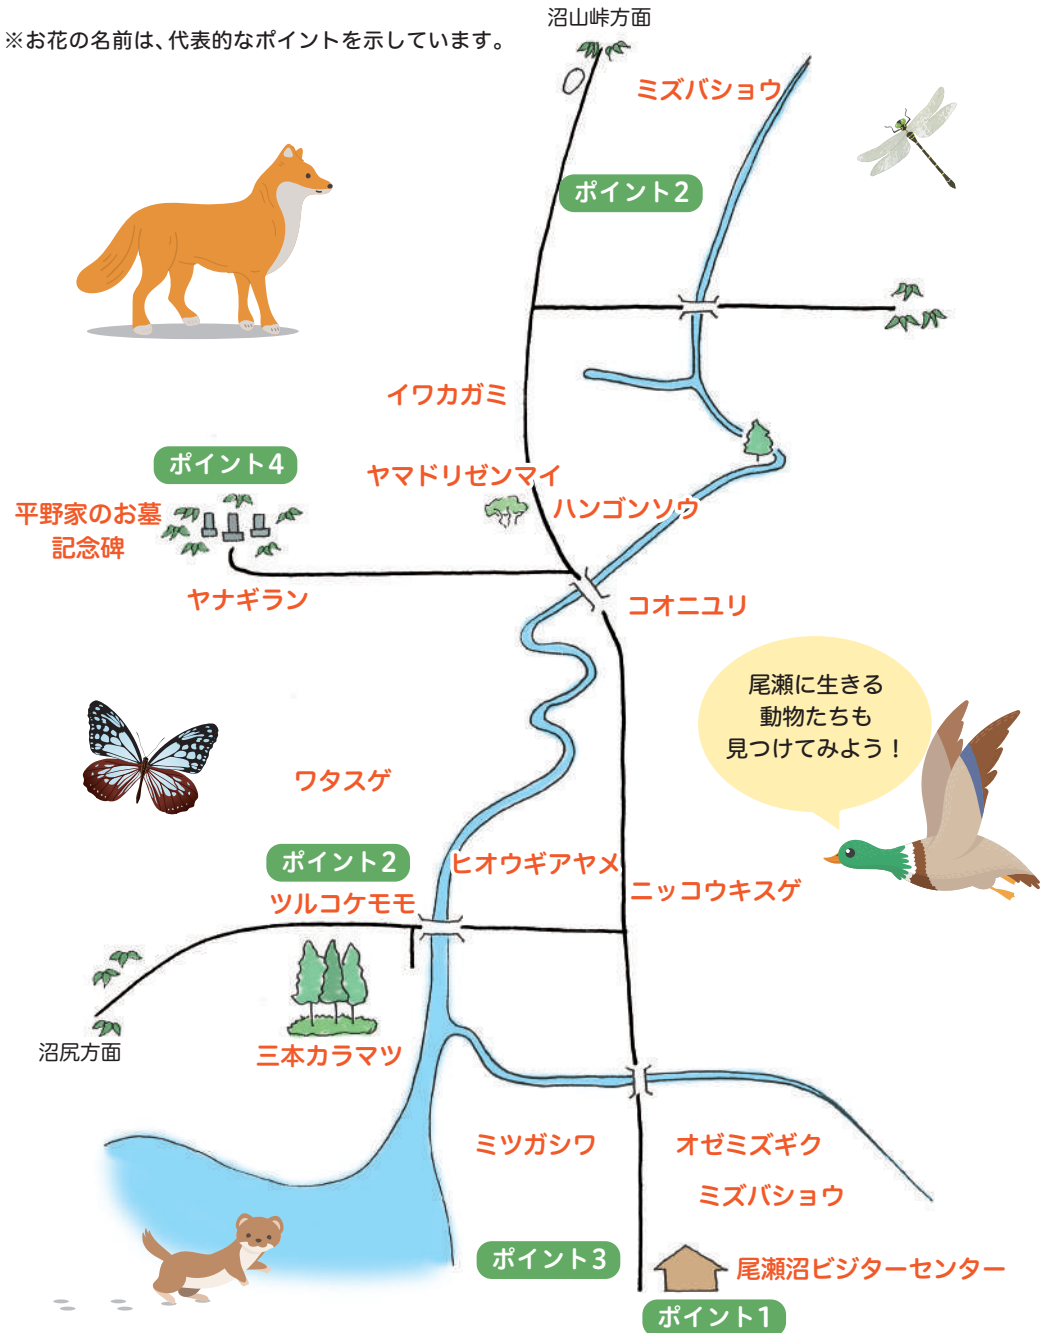 沼山峠方面
※お花の名前は、代表的なポイントを示しています。
ミズバショウ
ポイント2
イワカガミ
ポイント4
ヤマドリゼンマイ
平野家のお墓
記念碑
ハンゴンソウ
ヤナギラン
コオニユリ
尾瀬に生きる
動物たちも
見つけてみよう！
ワタスゲ
ポイント2
ヒオウギアヤメ
ツルコケモモ
ニッコウキスゲ
沼尻方面
三本カラマツ
ミツガシワ
オゼミズギク
ミズバショウ
ポイント3
尾瀬沼ビジターセンター
ポイント1